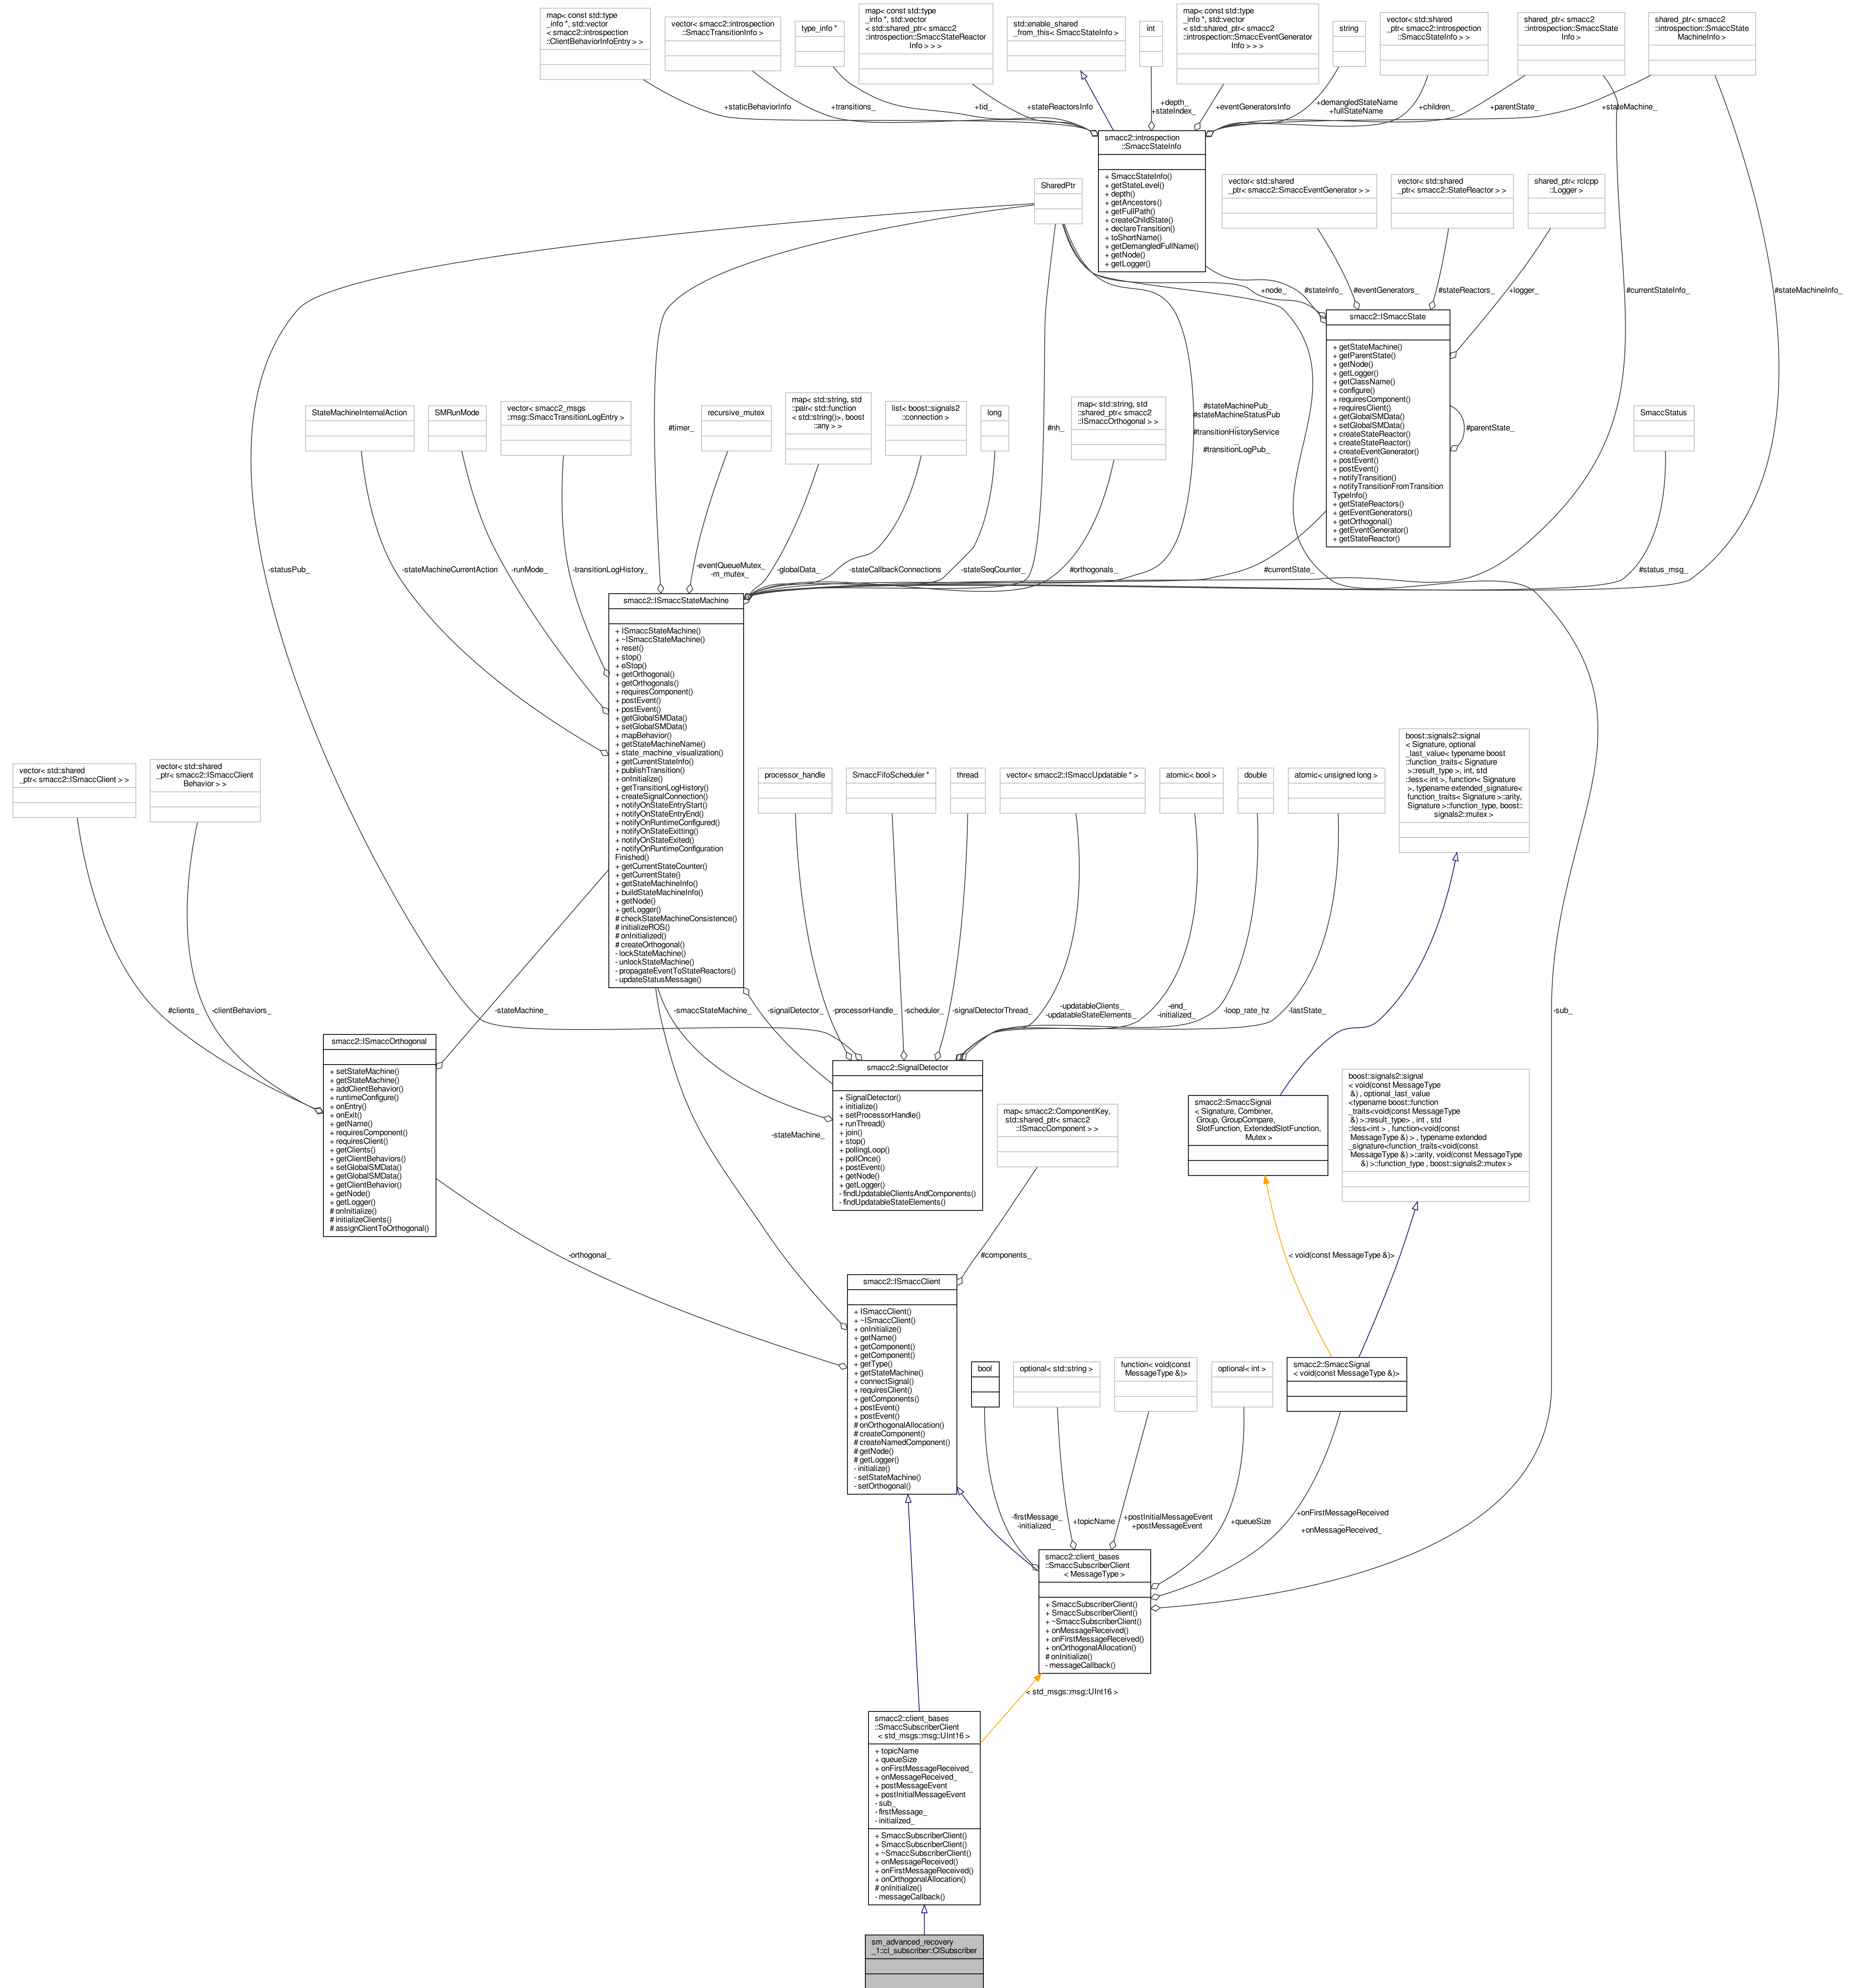 map< const std::type
_info *, std::vector
< smacc2::introspection
::ClientBehaviorInfoEntry > >
vector< smacc2::introspection
::SmaccTransitionInfo >
type_info *
map< const std::type
_info *, std::vector
< std::shared_ptr< smacc2
::introspection::SmaccStateReactor
Info > > >
std::enable_shared
_from_this< SmaccStateInfo >
int
map< const std::type
_info *, std::vector
< std::shared_ptr< smacc2
::introspection::SmaccEventGenerator
Info > > >
string
vector< std::shared
_ptr< smacc2::introspection
::SmaccStateInfo > >
shared_ptr< smacc2
::introspection::SmaccState
Info >
shared_ptr< smacc2
::introspection::SmaccState
MachineInfo >
+staticBehaviorInfo
+transitions_
+tid_
+stateReactorsInfo
+depth_
+stateIndex_
+eventGeneratorsInfo
+demangledStateName
+fullStateName
+children_
+parentState_
+stateMachine_
smacc2::introspection
::SmaccStateInfo
+ SmaccStateInfo()
+ getStateLevel()
+ depth()
+ getAncestors()
+ getFullPath()
+ createChildState()
+ declareTransition()
+ toShortName()
+ getDemangledFullName()
+ getNode()
+ getLogger()
SharedPtr
vector< std::shared
_ptr< smacc2::SmaccEventGenerator > >
vector< std::shared
_ptr< smacc2::StateReactor > >
shared_ptr< rclcpp
::Logger >
+node_
#stateInfo_
#eventGenerators_
#stateReactors_
+logger_
#currentStateInfo_
#stateMachineInfo_
smacc2::ISmaccState
+ getStateMachine()
+ getParentState()
+ getNode()
+ getLogger()
+ getClassName()
+ configure()
+ requiresComponent()
+ requiresClient()
+ getGlobalSMData()
+ setGlobalSMData()
+ createStateReactor()
+ createStateReactor()
+ createEventGenerator()
+ postEvent()
+ postEvent()
+ notifyTransition()
+ notifyTransitionFromTransition
TypeInfo()
+ getStateReactors()
+ getEventGenerators()
+ getOrthogonal()
+ getEventGenerator()
+ getStateReactor()
#parentState_
StateMachineInternalAction
SMRunMode
vector< smacc2_msgs
::msg::SmaccTransitionLogEntry >
#timer_
recursive_mutex
map< std::string, std
::pair< std::function
< std::string()>, boost
::any > >
list< boost::signals2
::connection >
long
#nh_
map< std::string, std
::shared_ptr< smacc2
::ISmaccOrthogonal > >
#stateMachinePub_
#stateMachineStatusPub
_
#transitionHistoryService
_
#transitionLogPub_
SmaccStatus
-statusPub_
-stateMachineCurrentAction
-runMode_
-transitionLogHistory_
-eventQueueMutex_
-m_mutex_
-globalData_
-stateCallbackConnections
-stateSeqCounter_
#orthogonals_
#currentState_
#status_msg_
smacc2::ISmaccStateMachine
+ ISmaccStateMachine()
+ ~ISmaccStateMachine()
+ reset()
+ stop()
+ eStop()
+ getOrthogonal()
+ getOrthogonals()
+ requiresComponent()
+ postEvent()
+ postEvent()
+ getGlobalSMData()
+ setGlobalSMData()
+ mapBehavior()
+ getStateMachineName()
+ state_machine_visualization()
+ getCurrentStateInfo()
+ publishTransition()
+ onInitialize()
+ getTransitionLogHistory()
+ createSignalConnection()
+ notifyOnStateEntryStart()
+ notifyOnStateEntryEnd()
+ notifyOnRuntimeConfigured()
+ notifyOnStateExitting()
+ notifyOnStateExited()
+ notifyOnRuntimeConfiguration
Finished()
+ getCurrentStateCounter()
+ getCurrentState()
+ getStateMachineInfo()
+ buildStateMachineInfo()
+ getNode()
+ getLogger()
# checkStateMachineConsistence()
# initializeROS()
# onInitialized()
# createOrthogonal()
- lockStateMachine()
- unlockStateMachine()
- propagateEventToStateReactors()
- updateStatusMessage()
vector< std::shared
_ptr< smacc2::ISmaccClient > >
vector< std::shared
_ptr< smacc2::ISmaccClient
Behavior > >
processor_handle
SmaccFifoScheduler *
thread
vector< smacc2::ISmaccUpdatable * >
atomic< bool >
double
atomic< unsigned long >
boost::signals2::signal
< Signature, optional
_last_value< typename boost
::function_traits< Signature
>::result_type >, int, std
::less< int >, function< Signature
>, typename extended_signature<
function_traits< Signature >::arity,
Signature >::function_type, boost::
signals2::mutex >
#clients_
-clientBehaviors_
-stateMachine_
-smaccStateMachine_
-signalDetector_
-processorHandle_
-scheduler_
-signalDetectorThread_
-updatableClients_
-updatableStateElements_
-end_
-initialized_
-loop_rate_hz
-lastState_
-sub_
smacc2::ISmaccOrthogonal
+ setStateMachine()
+ getStateMachine()
+ addClientBehavior()
+ runtimeConfigure()
+ onEntry()
+ onExit()
+ getName()
+ requiresComponent()
+ requiresClient()
+ getClients()
+ getClientBehaviors()
+ setGlobalSMData()
+ getGlobalSMData()
+ getClientBehavior()
+ getNode()
+ getLogger()
# onInitialize()
# initializeClients()
# assignClientToOrthogonal()
smacc2::SignalDetector
+ SignalDetector()
+ initialize()
+ setProcessorHandle()
+ runThread()
+ join()
+ stop()
+ pollingLoop()
+ pollOnce()
+ postEvent()
+ getNode()
+ getLogger()
- findUpdatableClientsAndComponents()
- findUpdatableStateElements()
-stateMachine_
map< smacc2::ComponentKey,
std::shared_ptr< smacc2
::ISmaccComponent > >
smacc2::SmaccSignal
< Signature, Combiner,
Group, GroupCompare,
SlotFunction, ExtendedSlotFunction,
Mutex >
boost::signals2::signal
< void(const MessageType
&) , optional_last_value
<typename boost::function
_traits<void(const MessageType
&) >::result_type> , int , std
::less<int > , function<void(const
MessageType &) > , typename extended
_signature<function_traits<void(const
MessageType &) >::arity, void(const MessageType
&) >::function_type , boost::signals2::mutex >
-orthogonal_
#components_
< void(const MessageType &)>
smacc2::ISmaccClient
+ ISmaccClient()
+ ~ISmaccClient()
+ onInitialize()
+ getName()
+ getComponent()
+ getComponent()
+ getType()
+ getStateMachine()
+ connectSignal()
+ requiresClient()
+ getComponents()
+ postEvent()
+ postEvent()
# onOrthogonalAllocation()
# createComponent()
# createNamedComponent()
# getNode()
# getLogger()
- initialize()
- setStateMachine()
- setOrthogonal()
bool
optional< std::string >
function< void(const
MessageType &)>
optional< int >
smacc2::SmaccSignal
< void(const MessageType &)>
-firstMessage_
-initialized_
+topicName
+postInitialMessageEvent
+postMessageEvent
+queueSize
+onFirstMessageReceived
_
+onMessageReceived_
smacc2::client_bases
::SmaccSubscriberClient
< MessageType >
+ SmaccSubscriberClient()
+ SmaccSubscriberClient()
+ ~SmaccSubscriberClient()
+ onMessageReceived()
+ onFirstMessageReceived()
+ onOrthogonalAllocation()
# onInitialize()
- messageCallback()
< std_msgs::msg::UInt16 >
smacc2::client_bases
::SmaccSubscriberClient
< std_msgs::msg::UInt16 >
+ topicName
+ queueSize
+ onFirstMessageReceived_
+ onMessageReceived_
+ postMessageEvent
+ postInitialMessageEvent
- sub_
- firstMessage_
- initialized_
+ SmaccSubscriberClient()
+ SmaccSubscriberClient()
+ ~SmaccSubscriberClient()
+ onMessageReceived()
+ onFirstMessageReceived()
+ onOrthogonalAllocation()
# onInitialize()
- messageCallback()
sm_advanced_recovery
_1::cl_subscriber::ClSubscriber